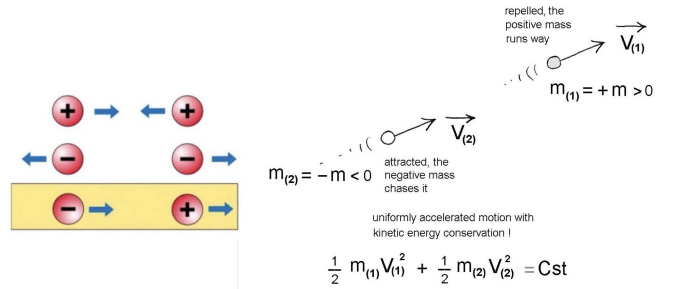 repelled, the
positive mass
runs way
V(1)
m(1) = +m > 0
V(2)
m(2) = -m < 0
attracted, the
negative mass
chases it
uniformly accelerated motion with
kinetic energy conservation !
1/2 m(1)V(1)² + 1/2 m(2)V(2)² = Cst
+ +
- -
- +